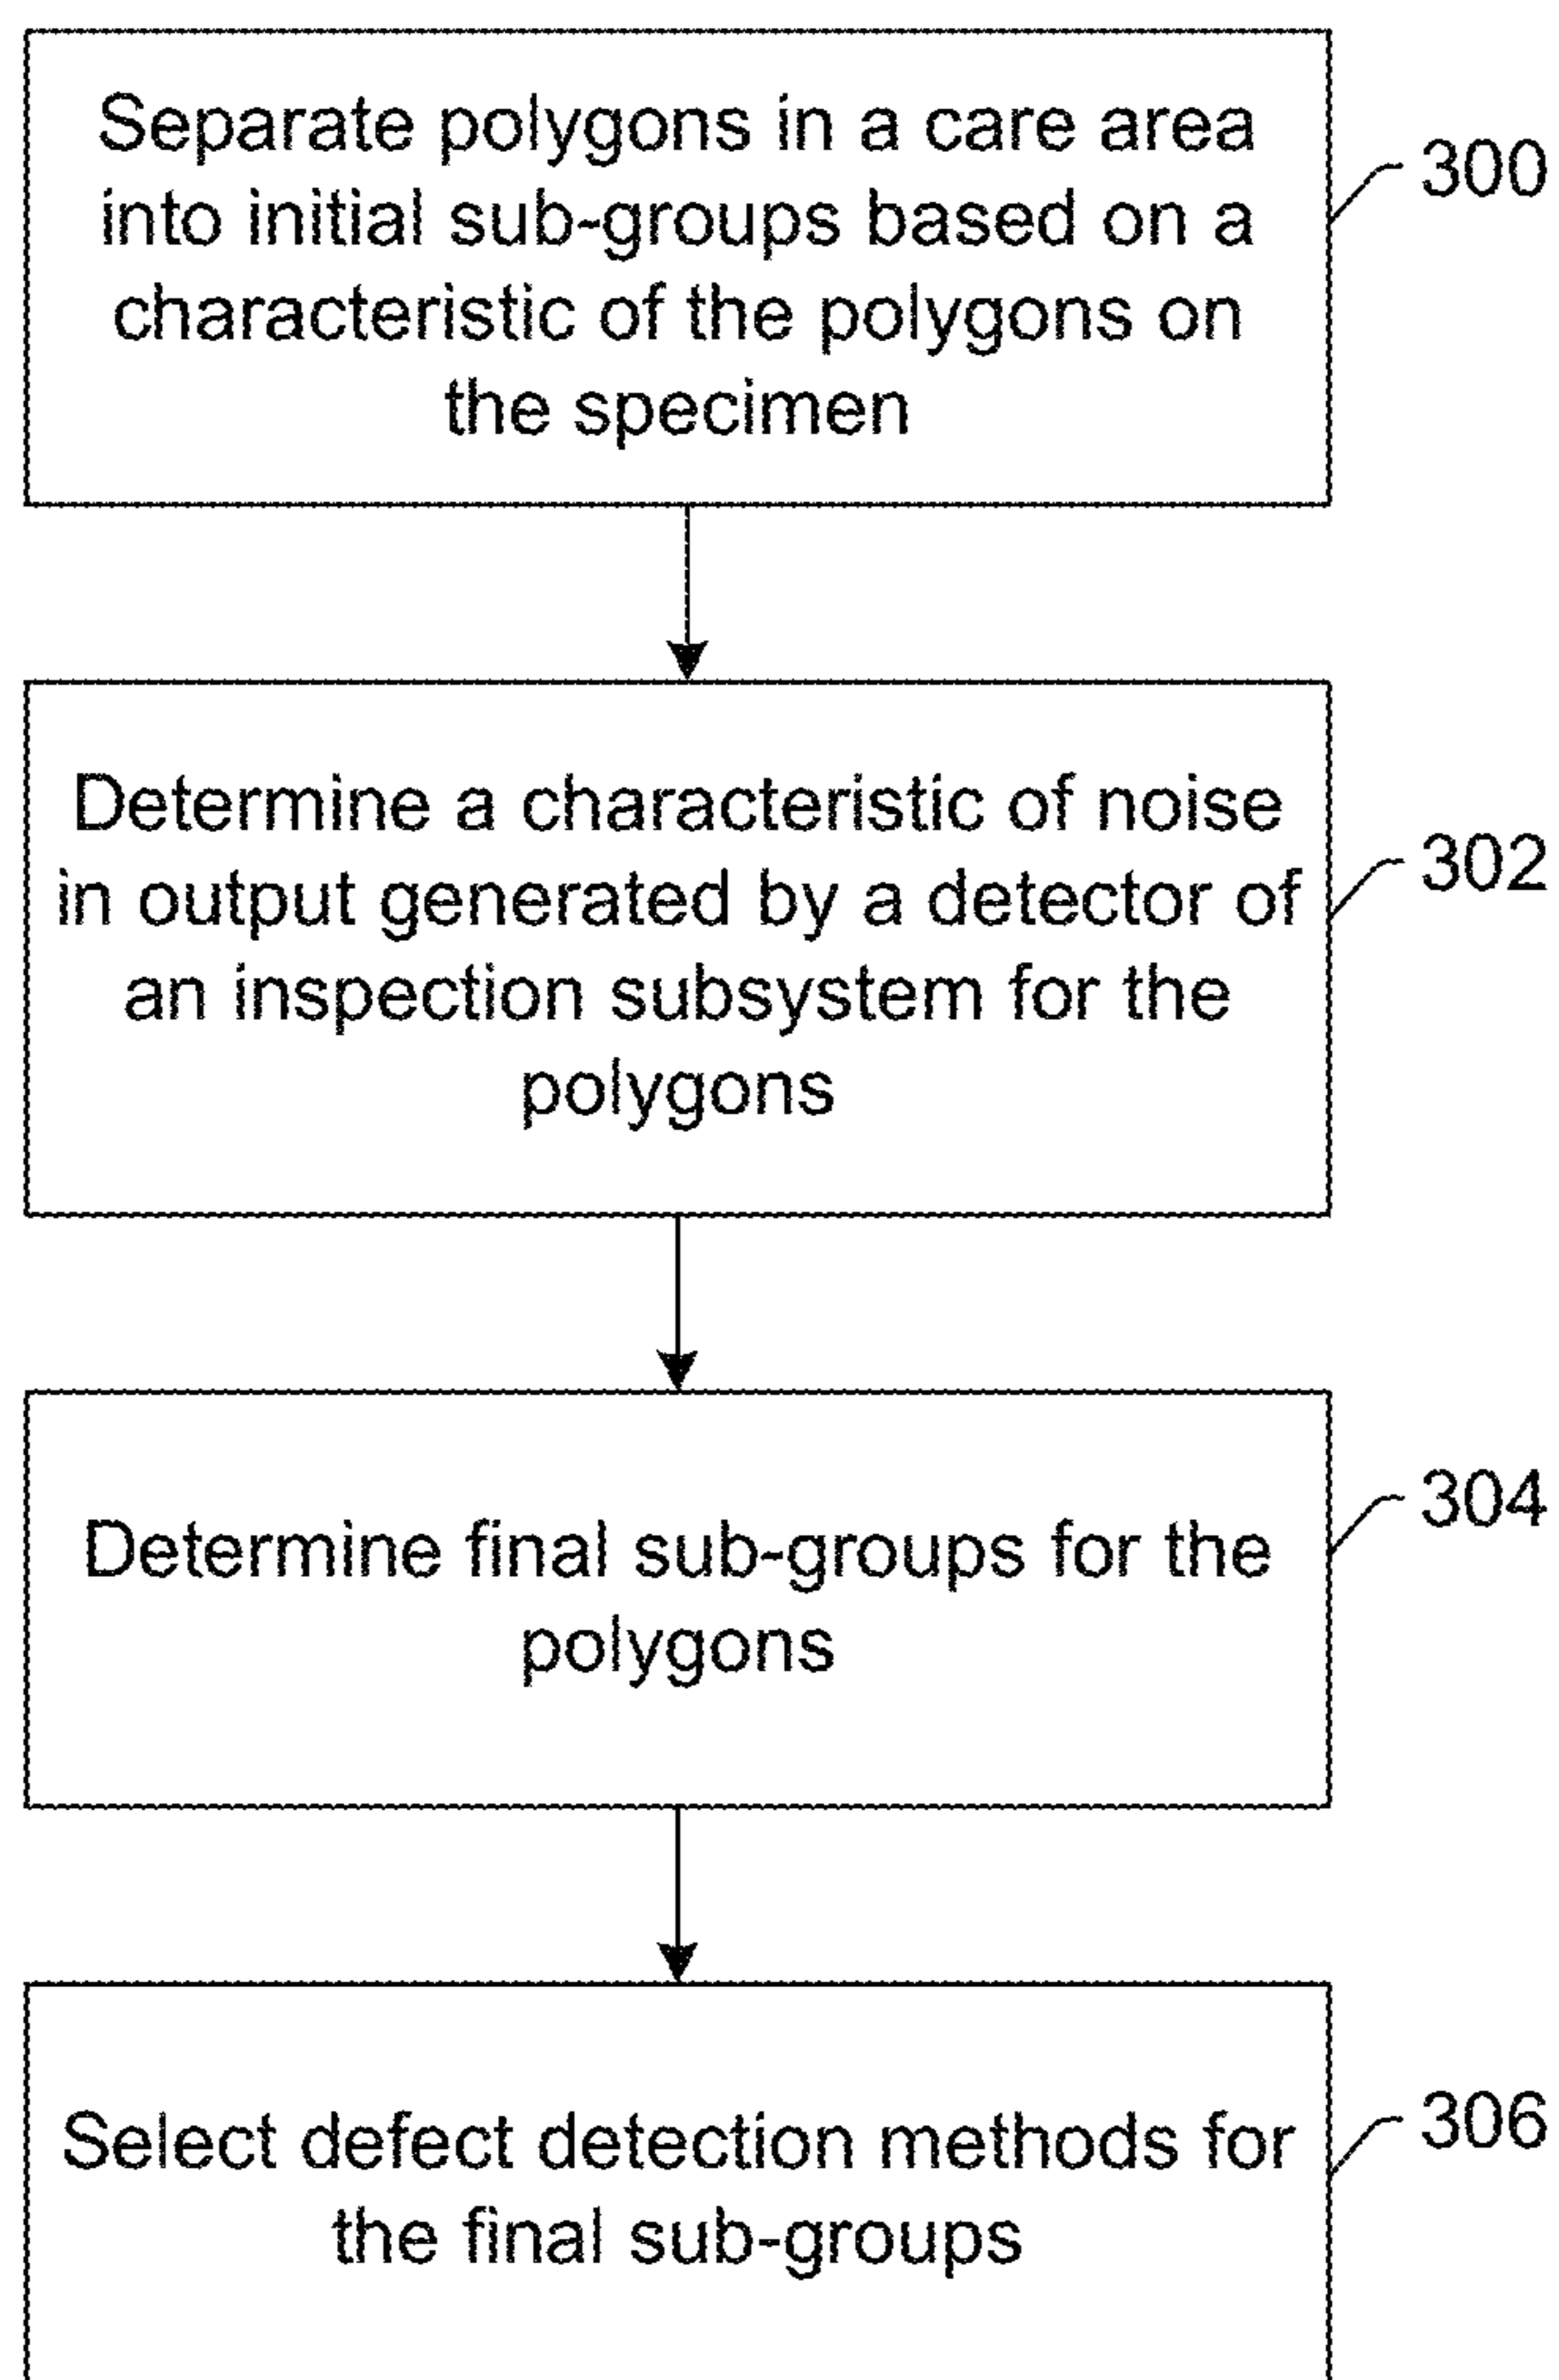 Separate polygons in a care area
into initial sub-groups based on a
characteristic of the polygons on
the specimen
300
Determine a characteristic of noise
in output generated by a detector of
an inspection subsystem for the
polygons
302
Determine final sub-groups for the
polygons
304
Select defect detection methods for
the final sub-groups
306